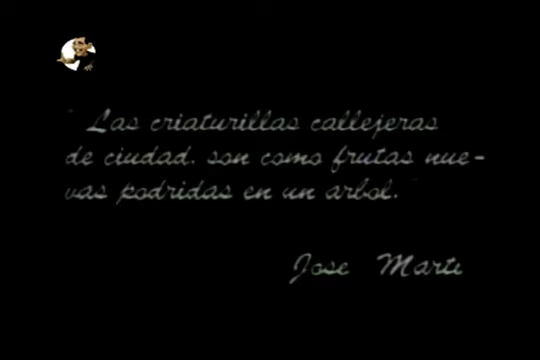 " Las criaturillas callejeras
de ciudad. son como frutas nue-
vas podridas en un arbol."
Jose Marti